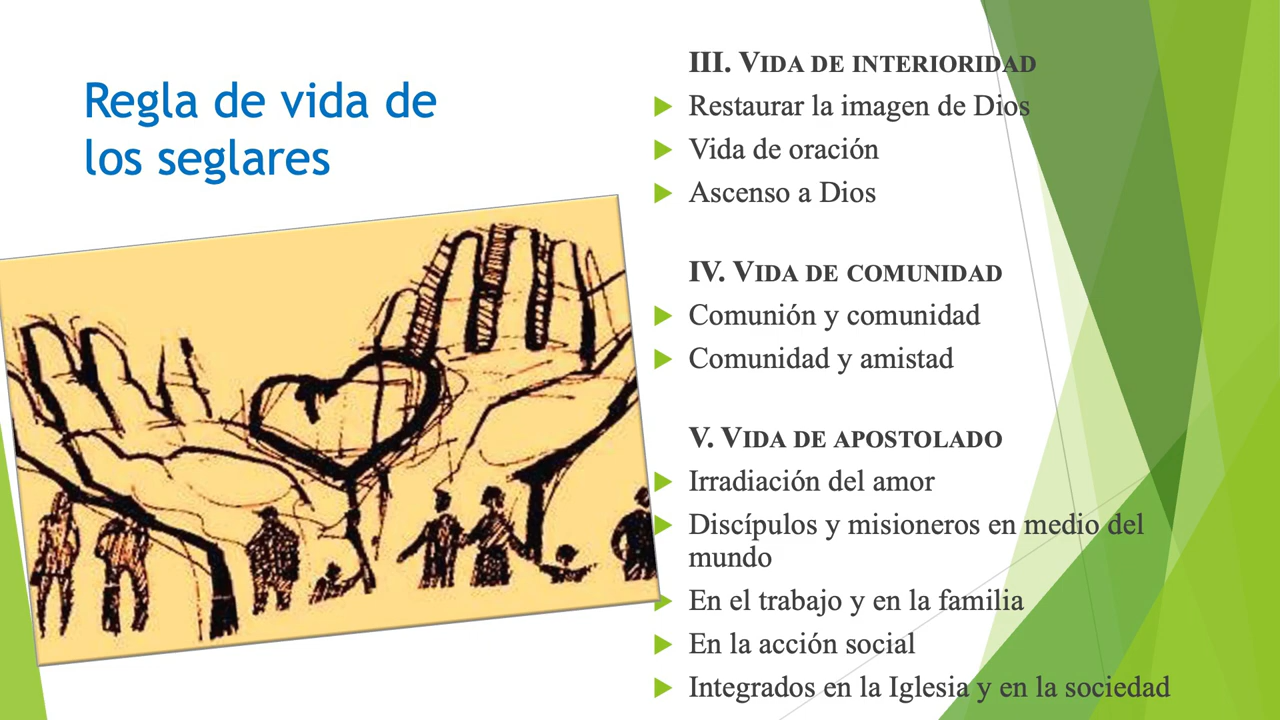 Regla de vida de
los seglares
III. VIDA DE INTERIORIDAD
Restaurar la imagen de Dios
Vida de oración
Ascenso a Dios
IV. VIDA DE COMUNIDAD
Comunión y comunidad
Comunidad y amistad
V. VIDA DE APOSTOLADO
Irradiación del amor
Discípulos y misioneros en medio del
mundo
En el trabajo y en la familia
En la acción social
Integrados en la Iglesia y en la sociedad